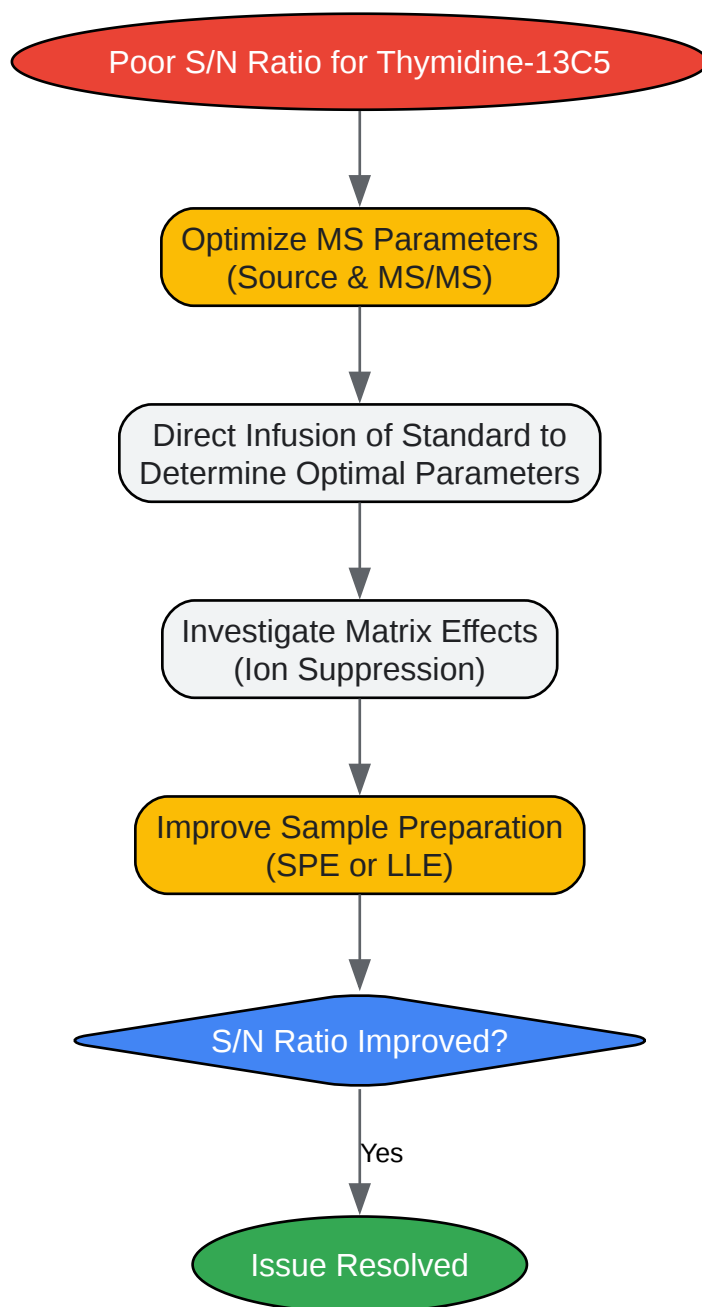 Poor S/N Ratio for Thymidine-13C5
Optimize MS Parameters
(Source & MS/MS)
Direct Infusion of Standard to
Determine Optimal Parameters
Investigate Matrix Effects
(Ion Suppression)
Improve Sample Preparation
(SPE or LLE)
S/N Ratio Improved?
Yes
Issue Resolved